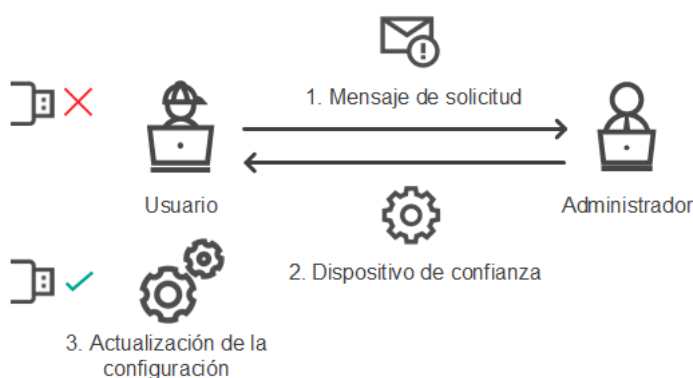 1. Mensaje de solicitud
Usuario
Administrador
2. Dispositivo de confianza
3. Actualización de la
configuración